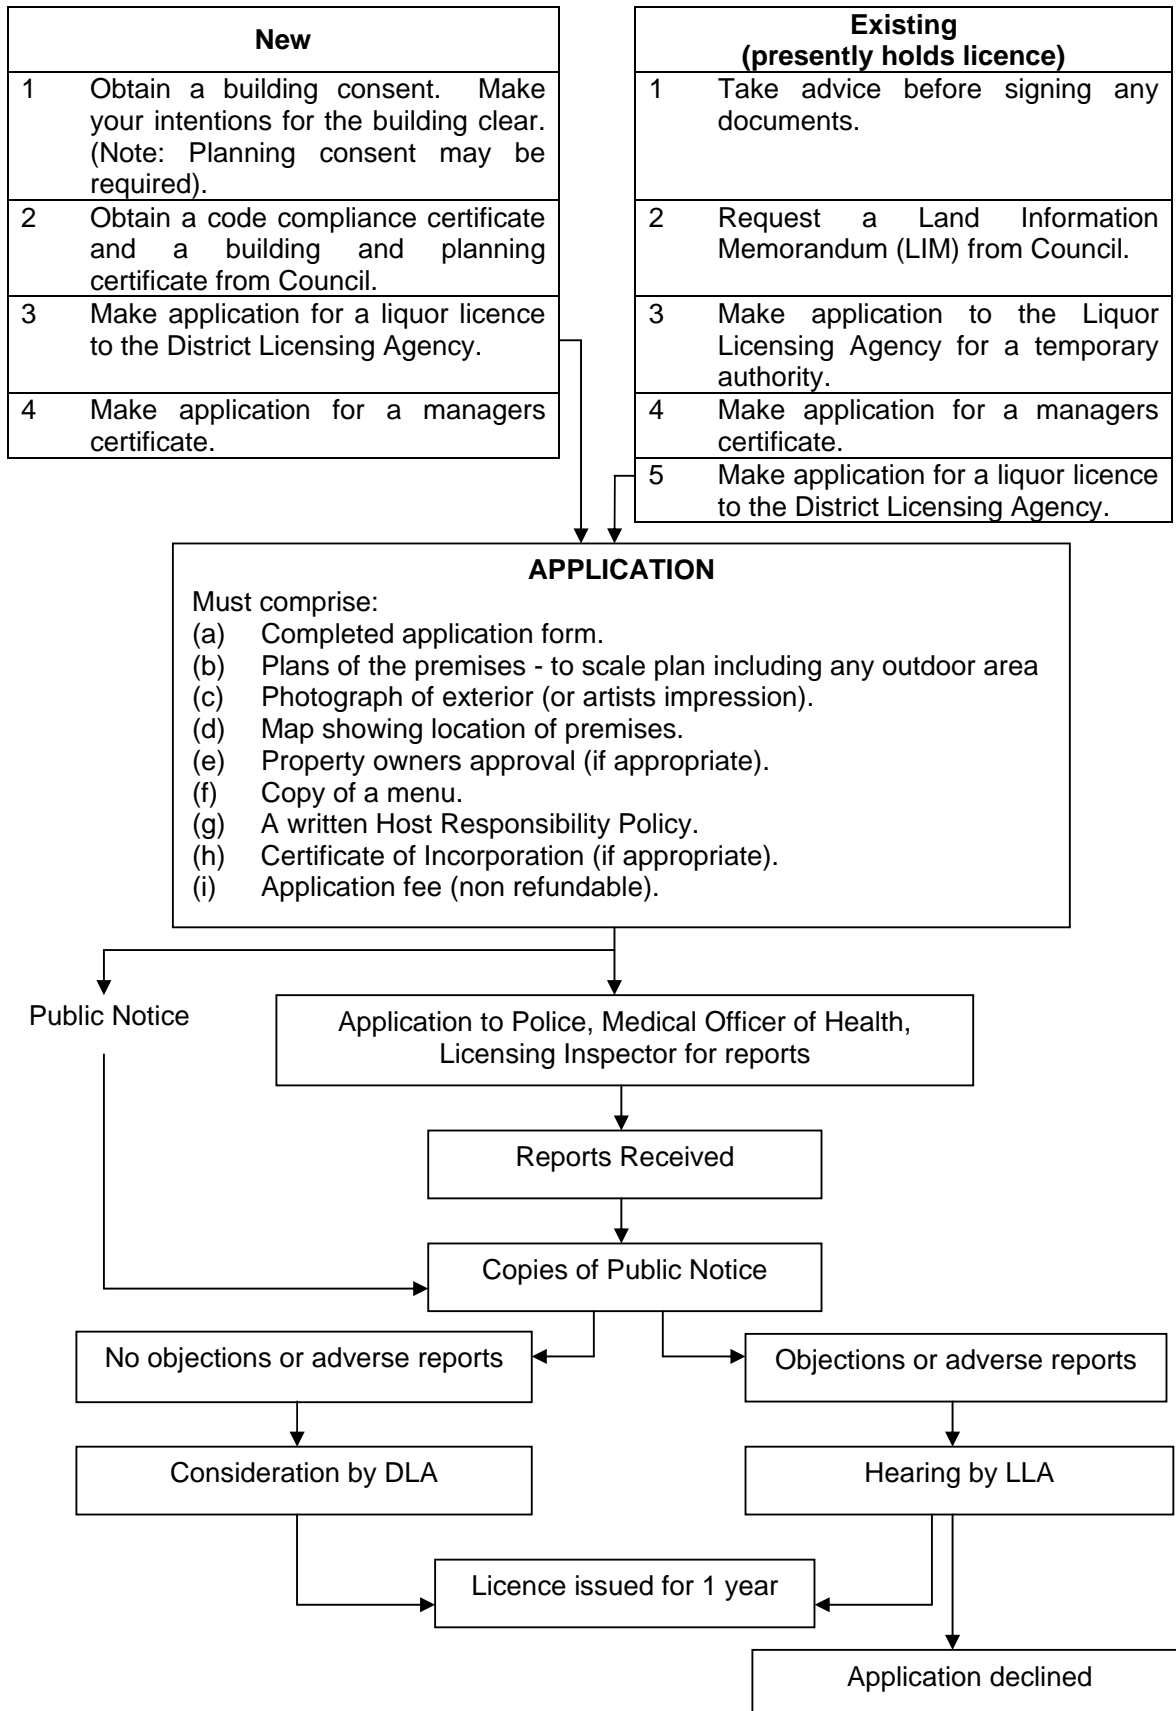 New
1 Obtain a building consent. Make
your intentions for the building clear.
(Note: Planning consent may be
required).
2 Obtain a code compliance certificate
and a building and planning
certificate from Council.
3 Make application for a liquor licence
to the District Licensing Agency.
4 Make application for a managers
certificate.
Existing
(presently holds licence)
1 Take advice before signing any
documents.
2 Request a Land Information
Memorandum (LIM) from Council.
3 Make application to the Liquor
Licensing Agency for a temporary
authority.
4 Make application for a managers
certificate.
5 Make application for a liquor licence
to the District Licensing Agency.
APPLICATION
Must comprise:
(a) Completed application form.
(b) Plans of the premises - to scale plan including any outdoor area
(c) Photograph of exterior (or artists impression).
(d) Map showing location of premises.
(e) Property owners approval (if appropriate).
(f) Copy of a menu.
(g) A written Host Responsibility Policy.
(h) Certificate of Incorporation (if appropriate).
(i) Application fee (non refundable).
Public Notice
Application to Police, Medical Officer of Health,
Licensing Inspector for reports
Reports Received
Copies of Public Notice
No objections or adverse reports
Objections or adverse reports
Consideration by DLA
Hearing by LLA
Licence issued for 1 year
Application declined